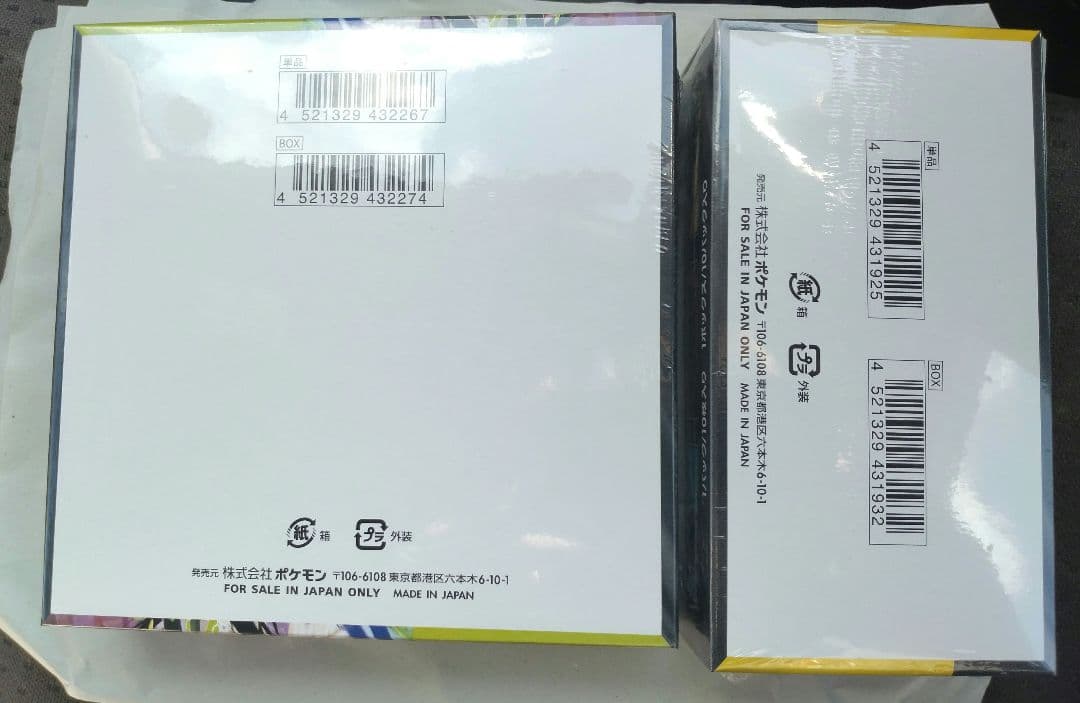 単品
4 521329 432267
BOX
4 521329 432274
紙 箱 プラ 外装
発売元 株式会社ポケモン 〒106-6108 東京都港区六本木6-10-1
FOR SALE IN JAPAN ONLY MADE IN JAPAN
単品
4 521329 431925
BOX
4 521329 431932
紙 箱 プラ 外装
発売元 株式会社ポケモン 〒106-6108 東京都港区六本木6-10-1
FOR SALE IN JAPAN ONLY MADE IN JAPAN